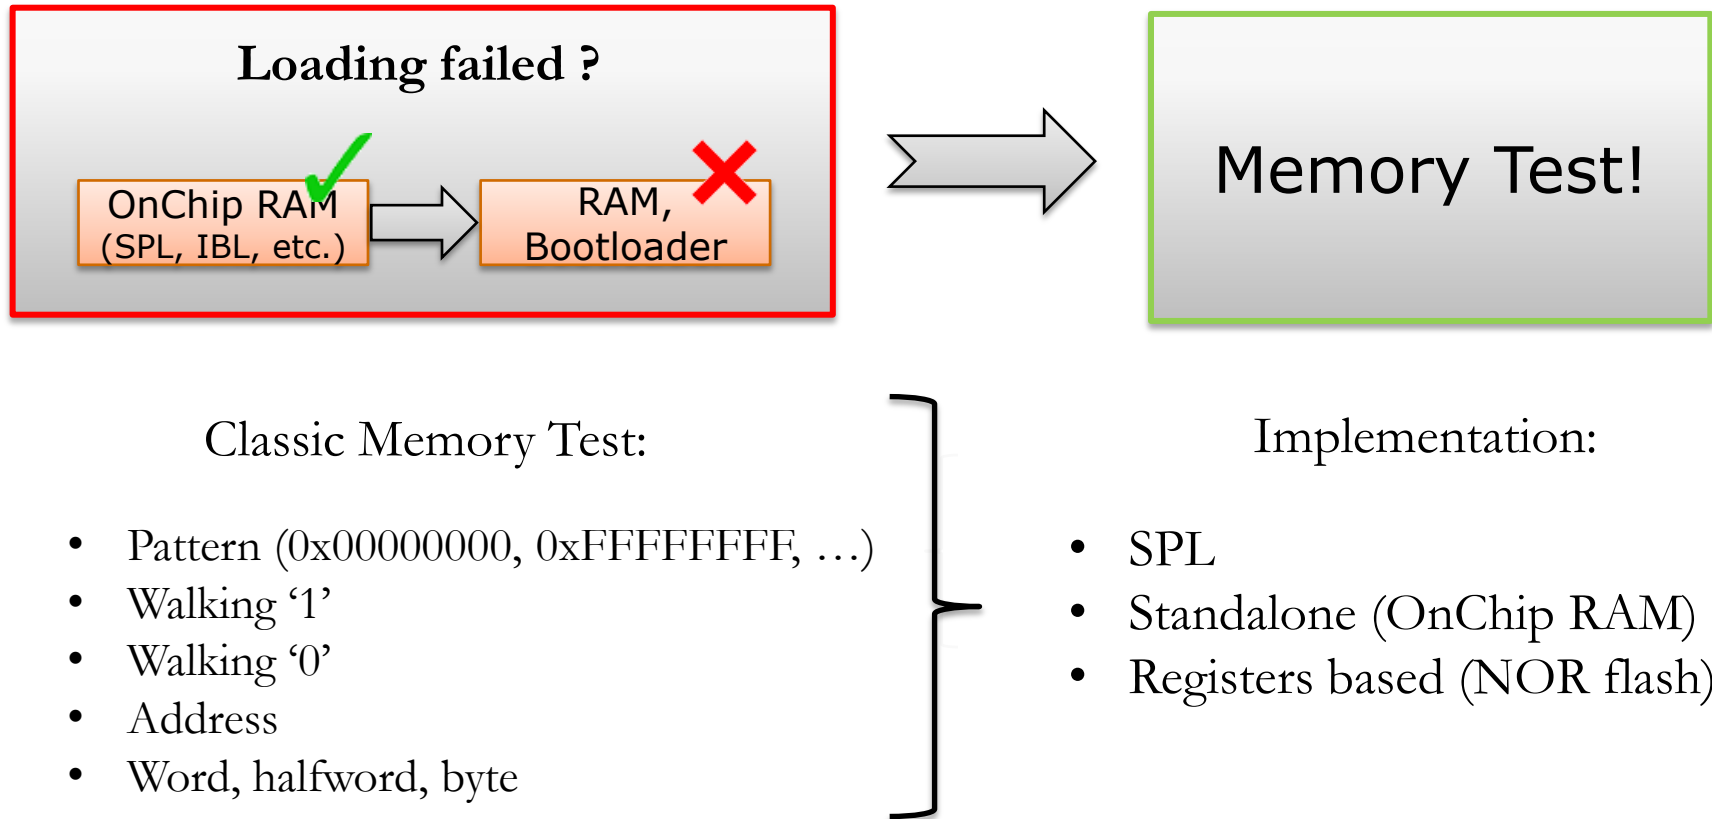 Loading failed ?
OnChip RAM
(SPL, IBL, etc.)
RAM,
Bootloader
Memory Test!
Classic Memory Test:
• Pattern (0x00000000, 0xFFFFFFFF, …)
• Walking ‘1’
• Walking ‘0’
• Address
• Word, halfword, byte
Implementation:
• SPL
• Standalone (OnChip RAM)
• Registers based (NOR flash)